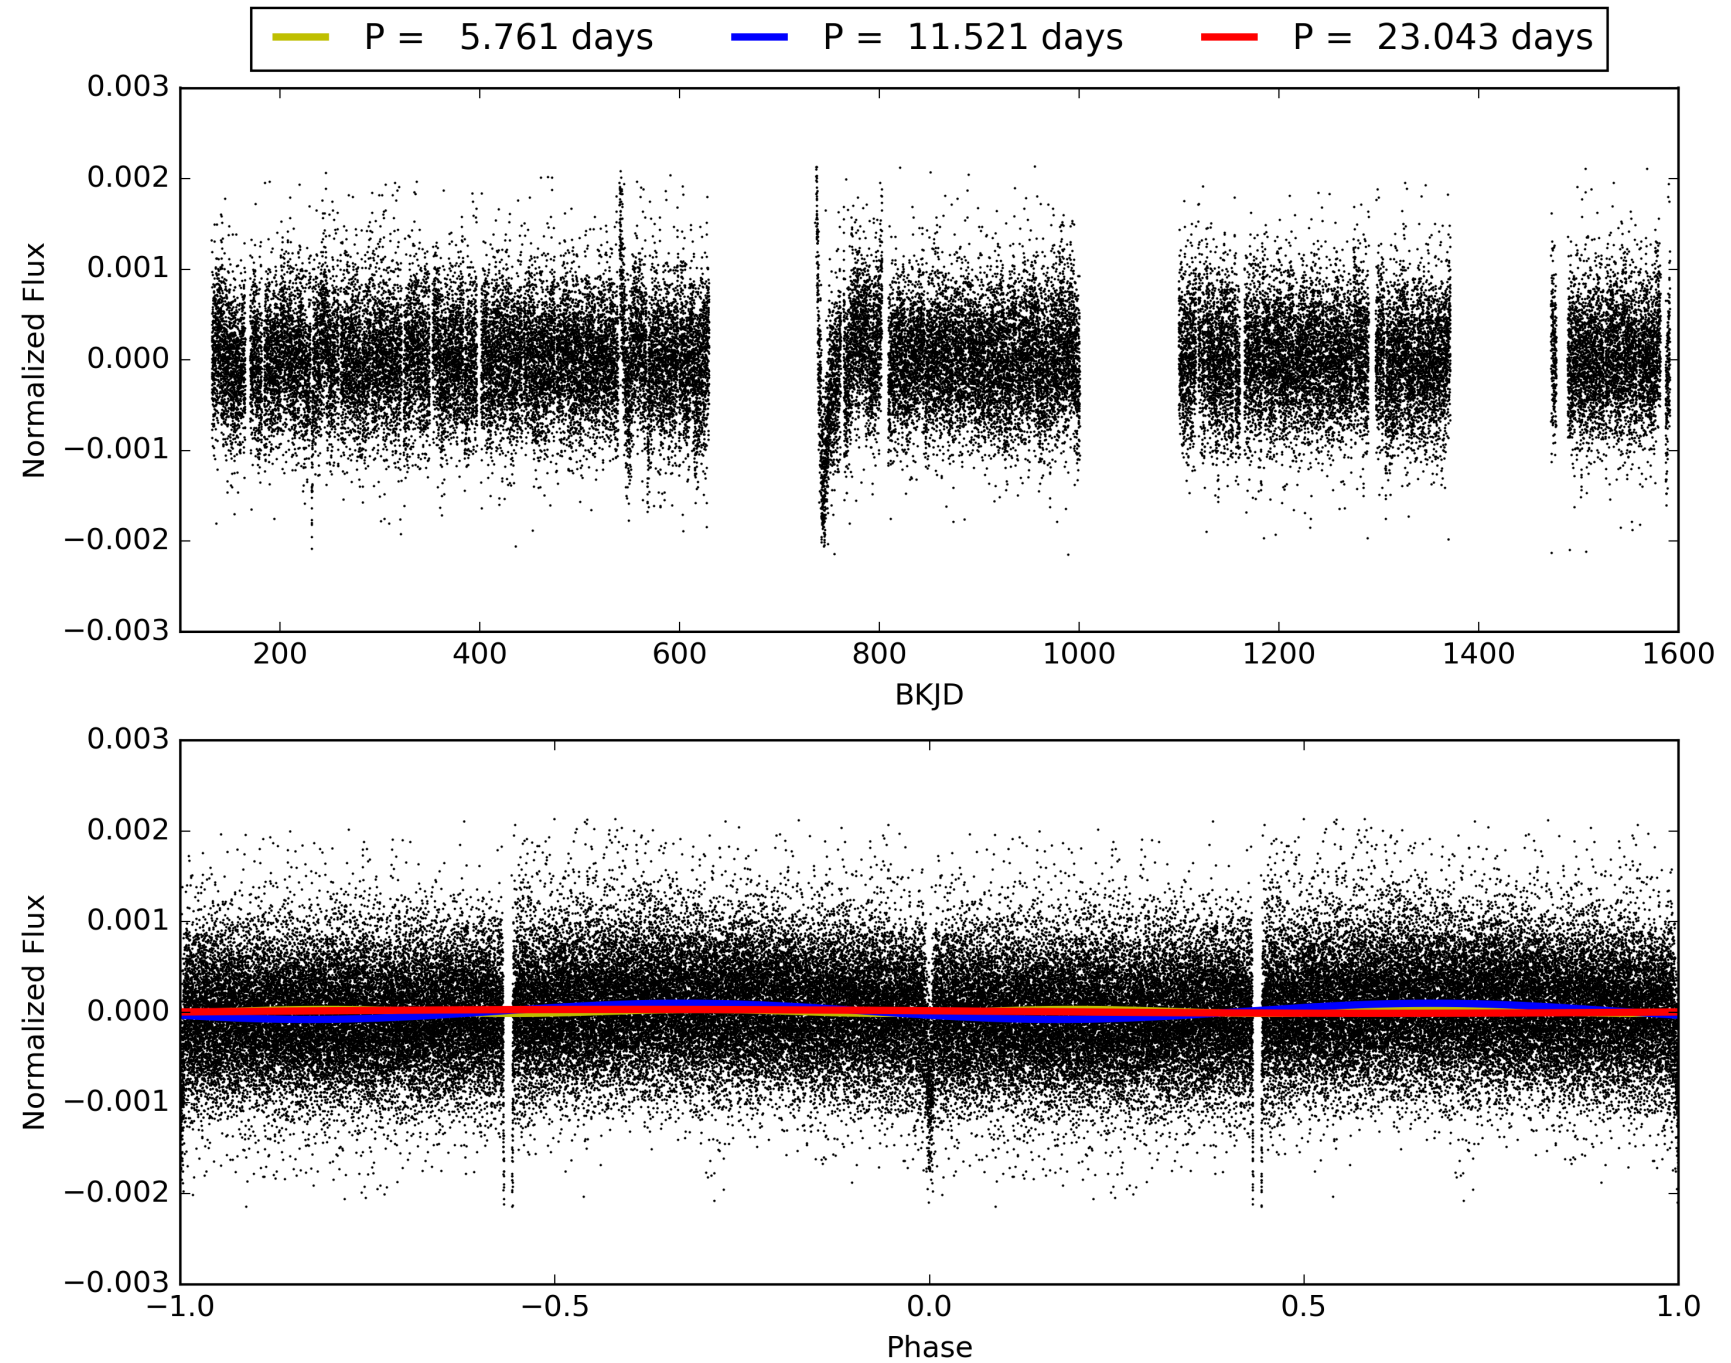 P = 5.761 days P = 11.521 days P = 23.043 days
0.003
0.002
0.001
0.000
−0.001
−0.002
−0.003
Normalized Flux
200 400 600 800 1000 1200 1400 1600
BKJD
0.003
0.002
0.001
0.000
−0.001
−0.002
−0.003
Normalized Flux
−1.0 −0.5 0.0 0.5 1.0
Phase